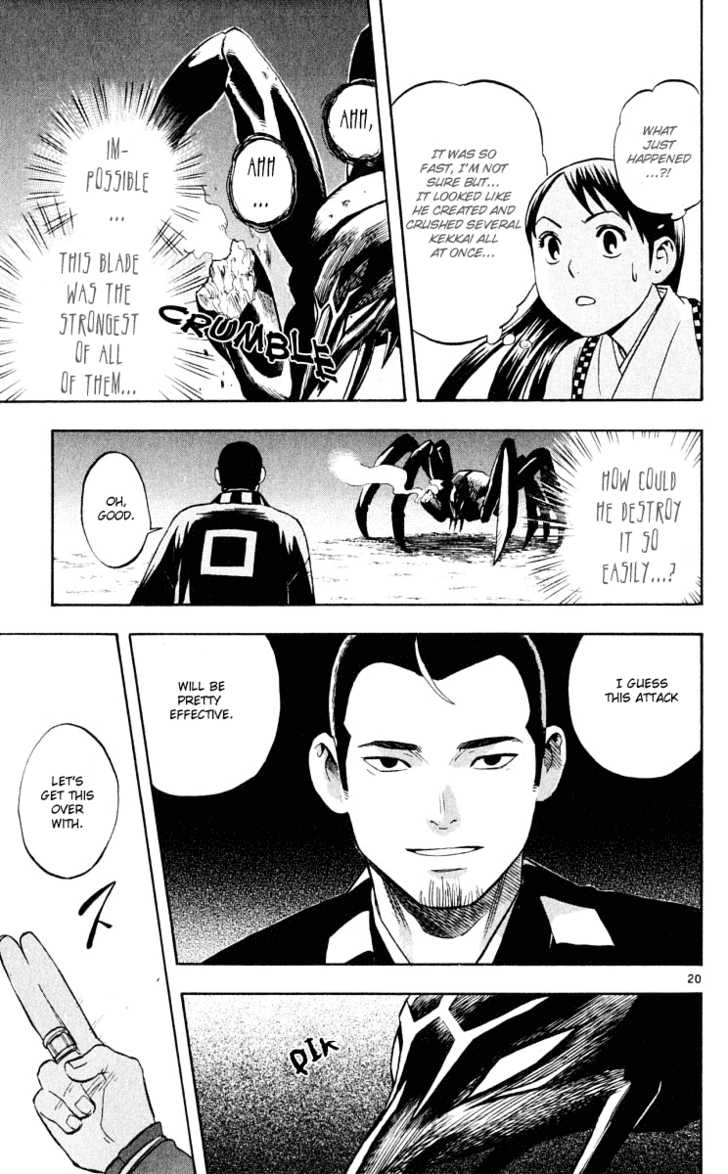 WHAT
JUST
HAPPENED
...?!
IT WAS SO
FAST, I'M NOT
SURE BUT...
IT LOOKED LIKE
HE CREATED AND
CRUSHED SEVERAL
KEKKAI ALL
AT ONCE...
AHH,
AHH
...
IM-
POSSIBLE
...
THIS BLADE
WAS THE
STRONGEST
OF ALL
OF THEM...
CRUMBLE
HOW COULD
HE DESTROY
IT SO
EASILY...?
OH,
GOOD.
I GUESS
THIS ATTACK
WILL BE
PRETTY
EFFECTIVE.
20
LET'S
GET THIS
OVER
WITH.
ス
PIK